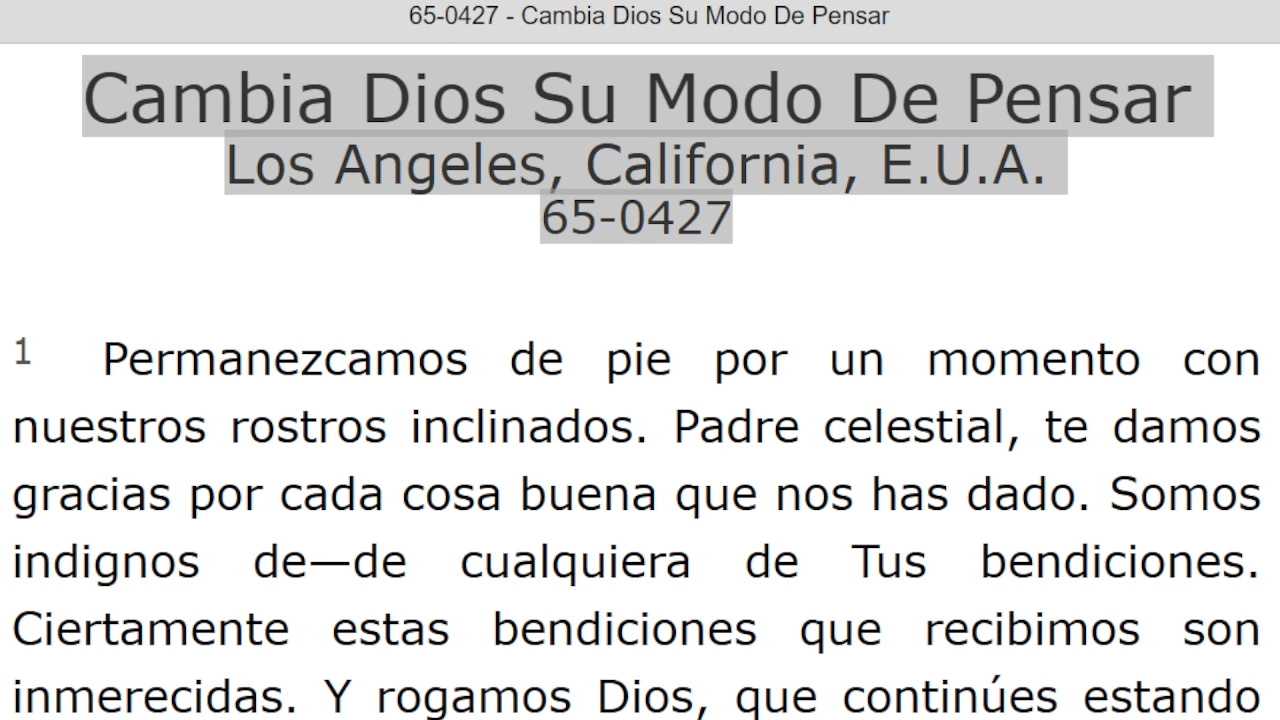 65-0427 - Cambia Dios Su Modo De Pensar
Cambia Dios Su Modo De Pensar
Los Angeles, California, E.U.A.
65-0427
1 Permanezcamos de pie por un momento con
nuestros rostros inclinados. Padre celestial, te damos
gracias por cada cosa buena que nos has dado. Somos
indignos de—de cualquiera de Tus bendiciones.
Ciertamente estas bendiciones que recibimos son
inmerecidas. Y rogamos Dios, que continúes estando